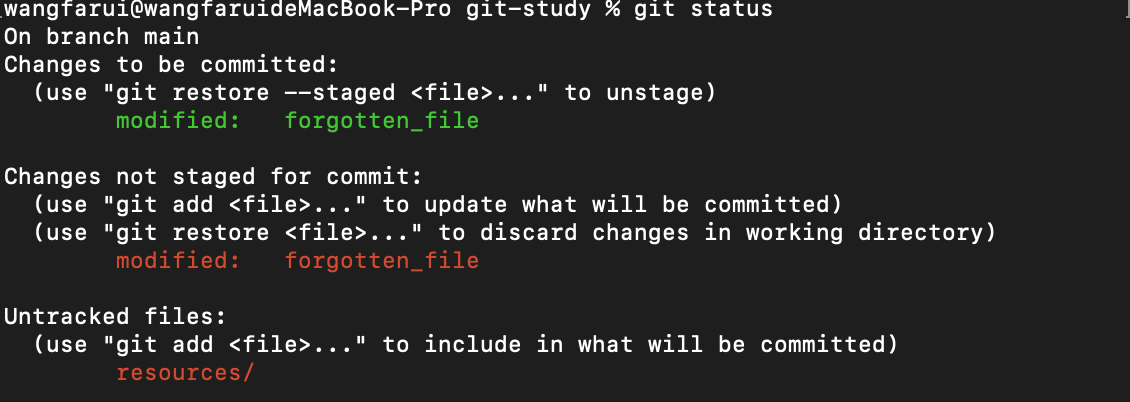 wangfarui@wangfaruideMacBook-Pro git-study % git status
On branch main
Changes to be committed:
  (use "git restore --staged <file>..." to unstage)
        modified:   forgotten_file

Changes not staged for commit:
  (use "git add <file>..." to update what will be committed)
  (use "git restore <file>..." to discard changes in working directory)
        modified:   forgotten_file

Untracked files:
  (use "git add <file>..." to include in what will be committed)
        resources/